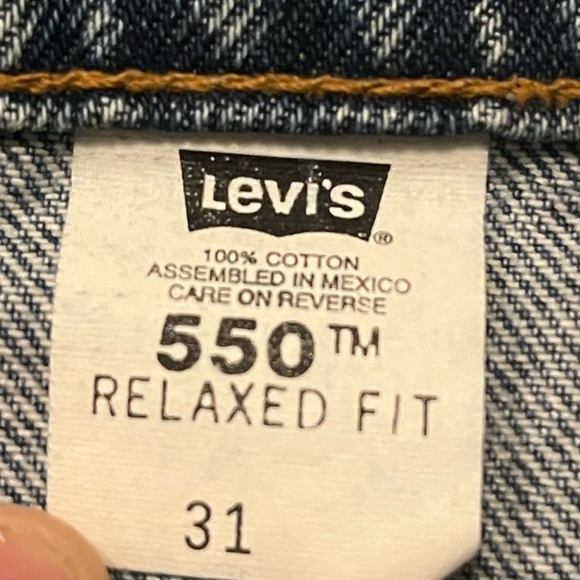 Levi's®
100% COTTON
ASSEMBLED IN MEXICO
CARE ON REVERSE
550™
RELAXED FIT
31